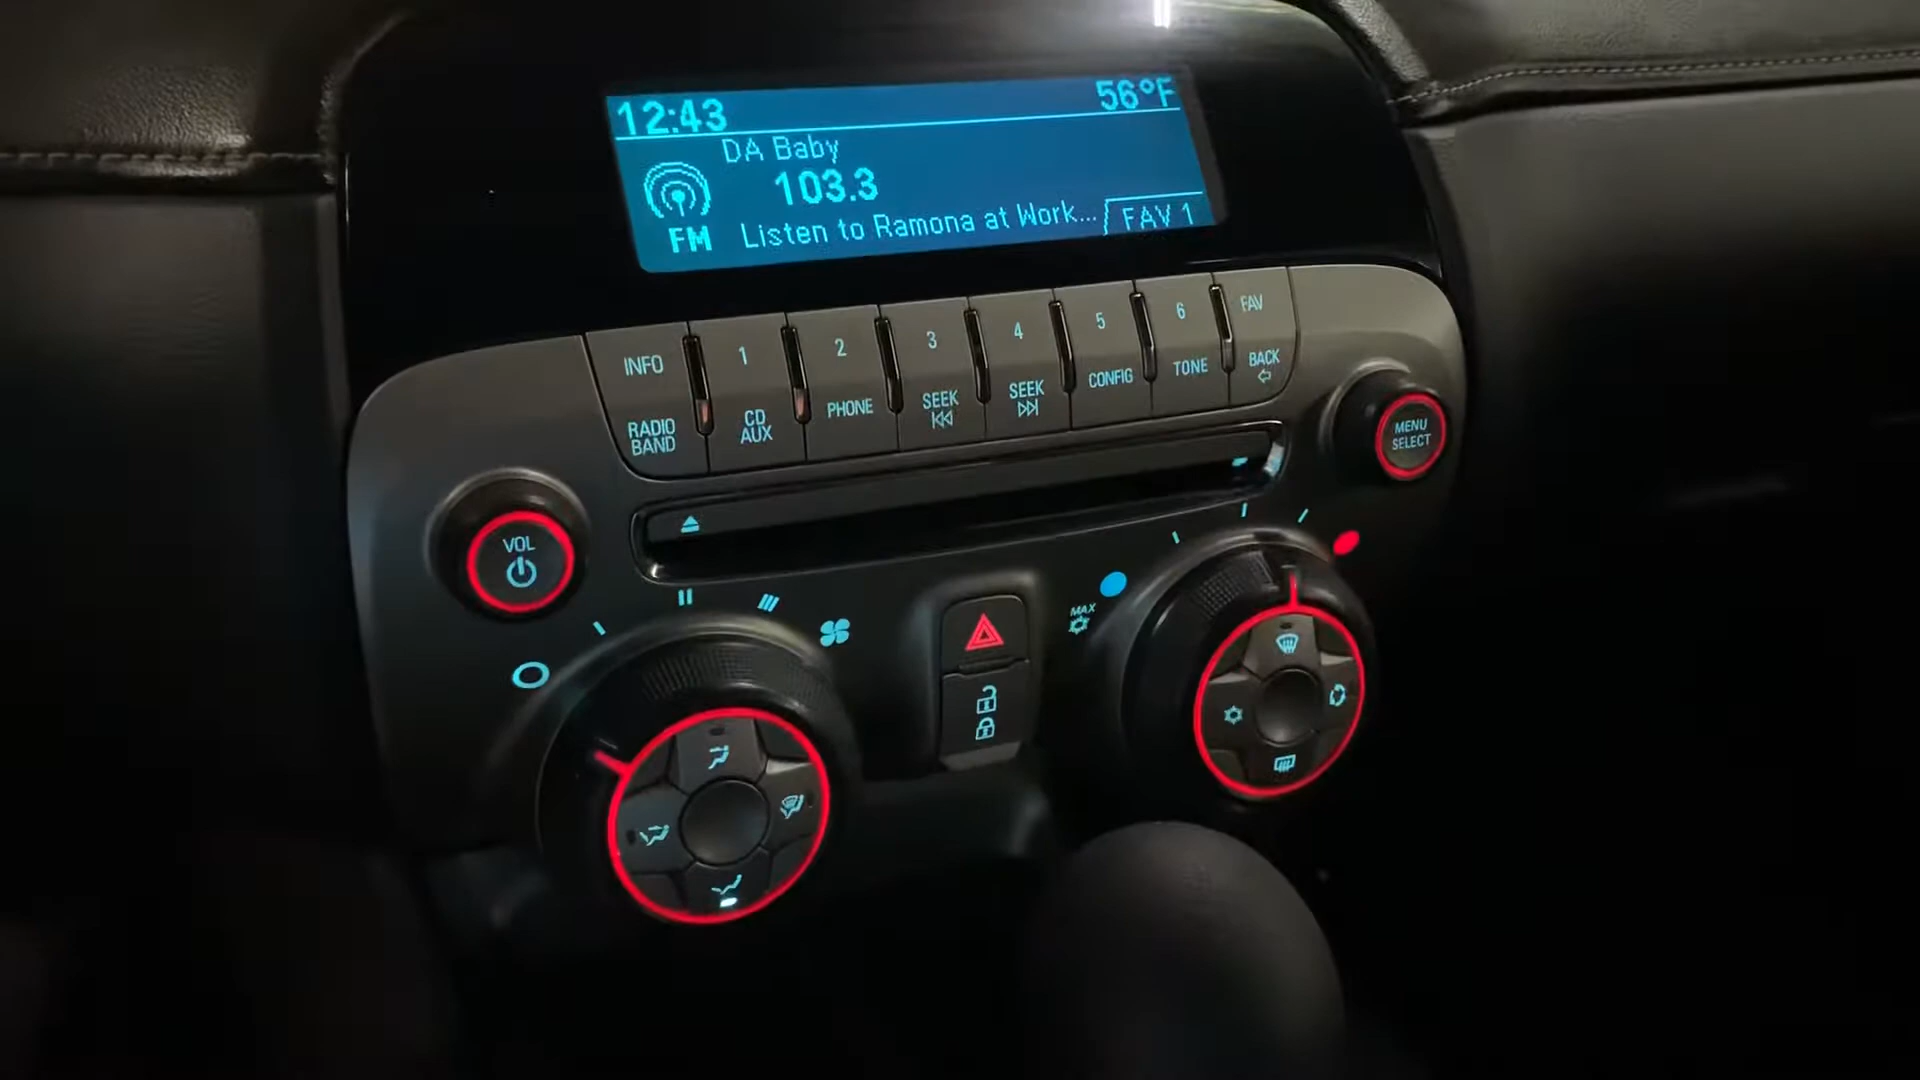 12:43 56°F
DA Baby
103.3
FM Listen to Ramona at Work... FAV 1
INFO 1 2 3 4 5 6 FAV
RADIO BAND
CD AUX
PHONE
SEEK
SEEK
CONFIG
TONE
BACK
MENU SELECT
VOL
MAX